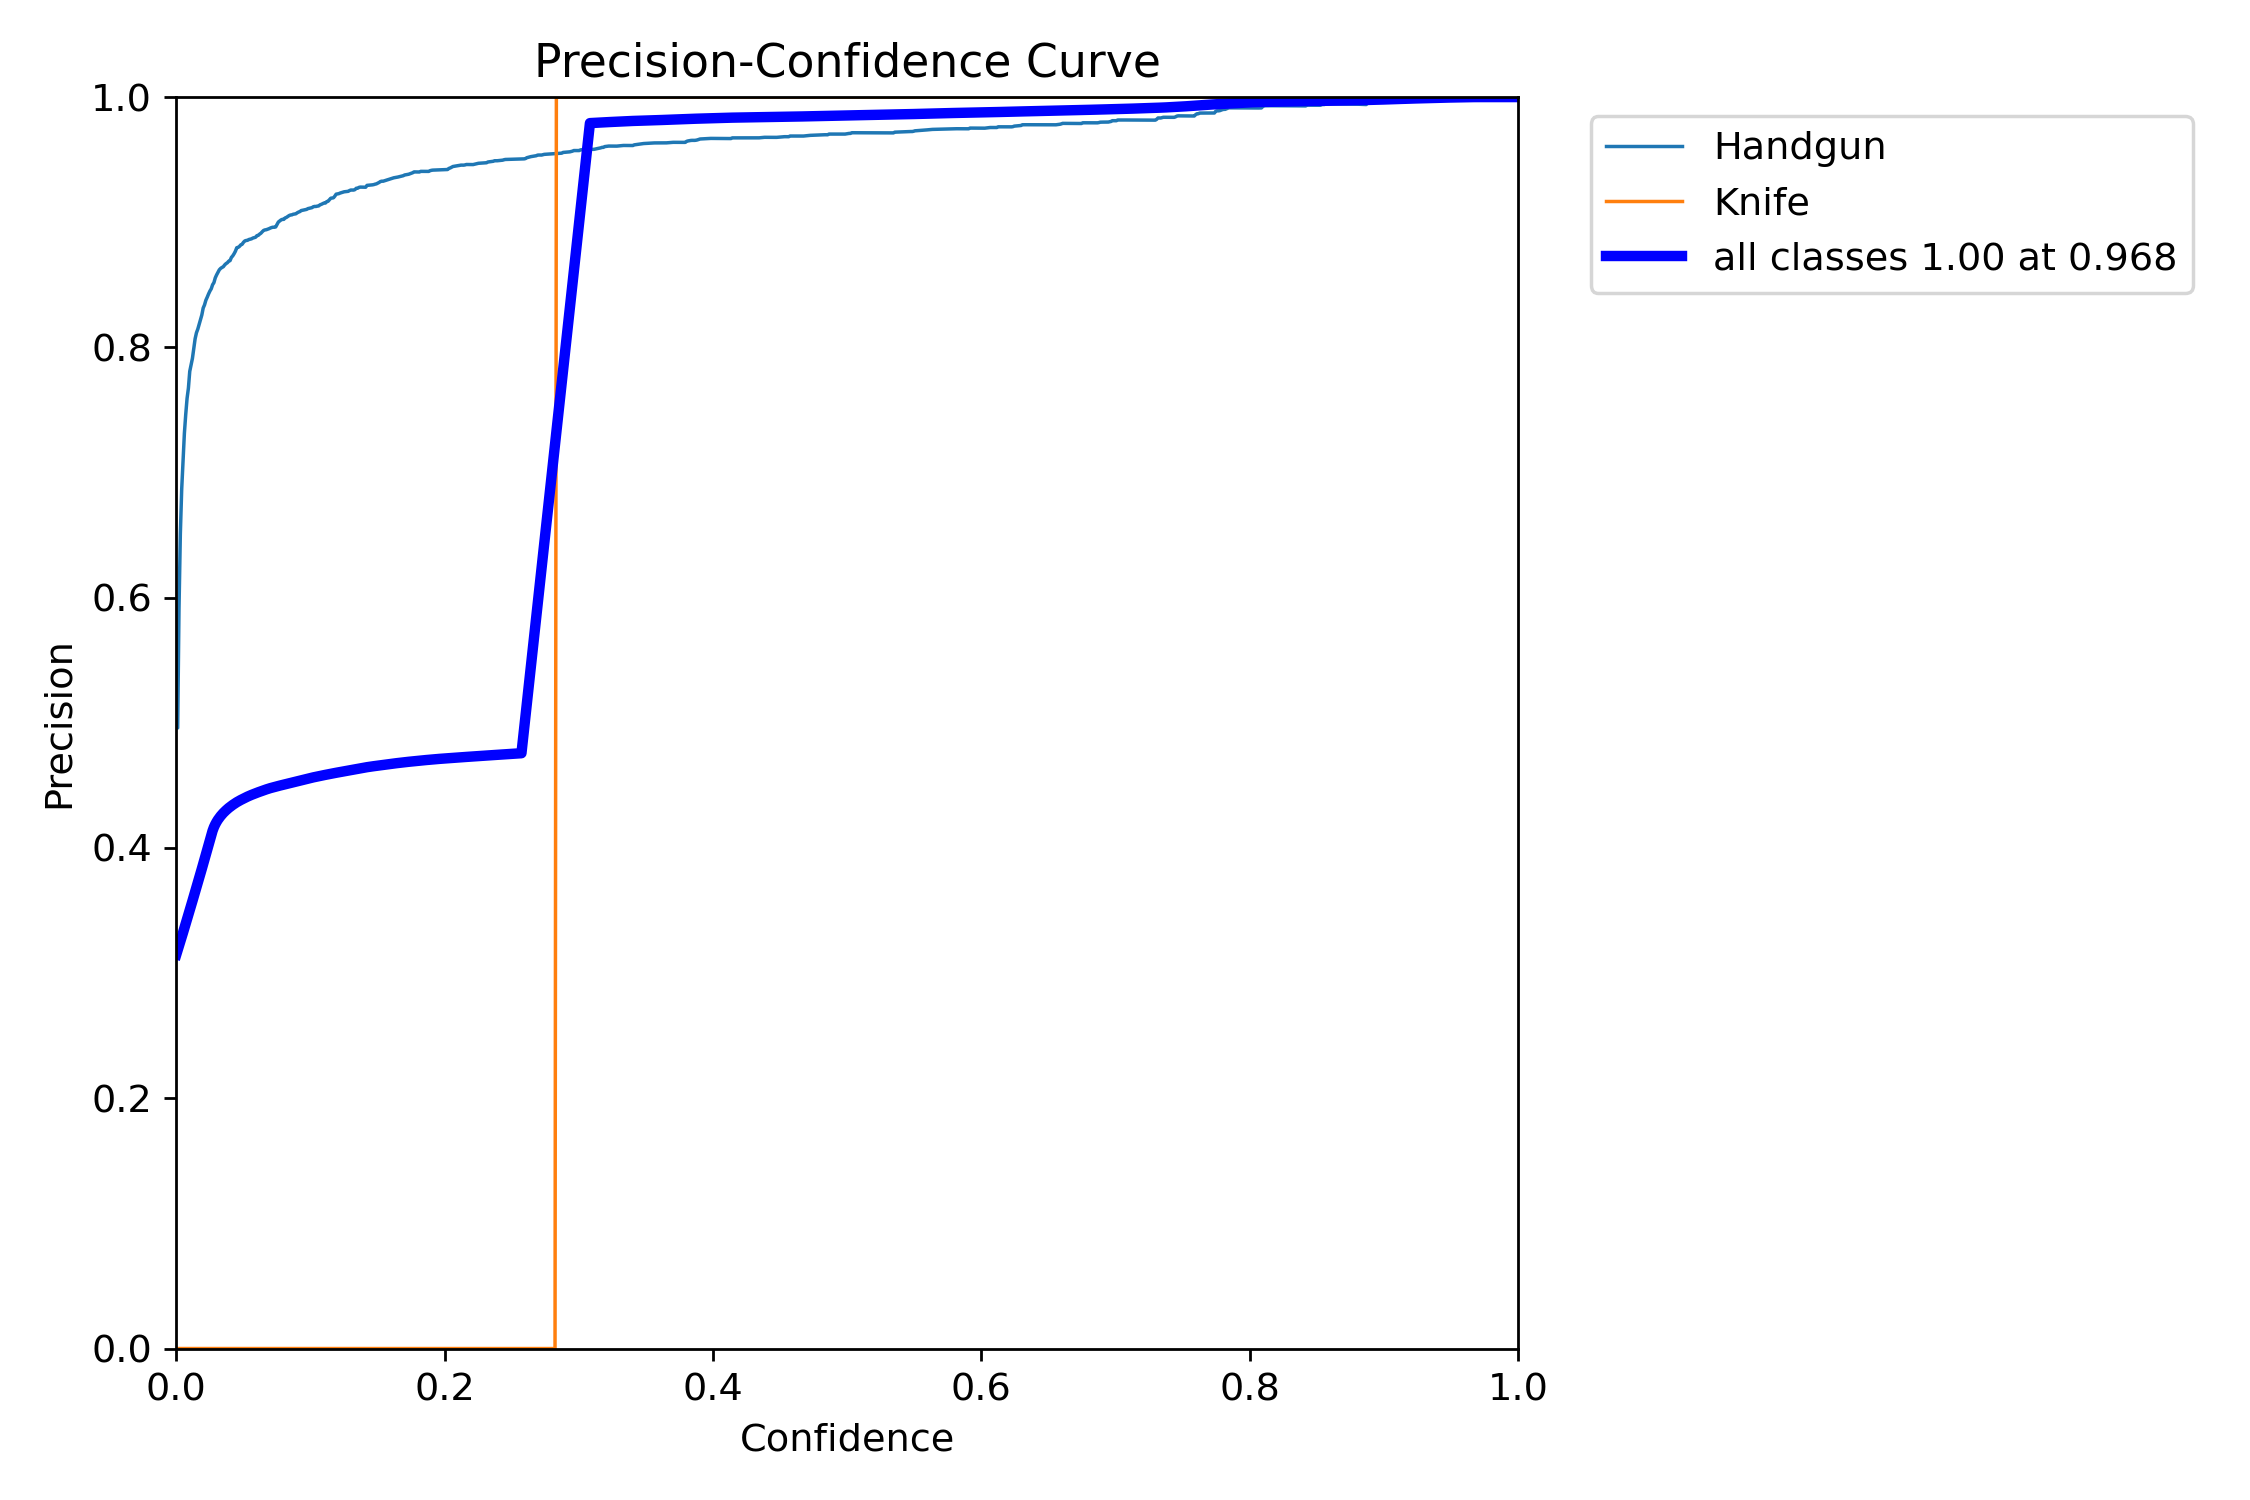 Precision-Confidence Curve
1.0
0.8
0.6
0.4
0.2
0.0
Precision
0.0 0.2 0.4 0.6 0.8 1.0
Confidence
Handgun
Knife
all classes 1.00 at 0.968